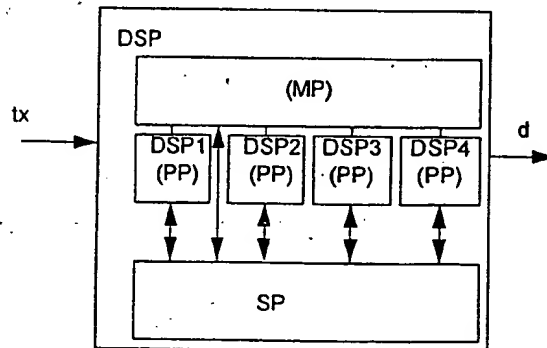 DSP
(MP)
tx
d
DSP1 DSP2 DSP3 DSP4
(PP) (PP) (PP) (PP)
SP